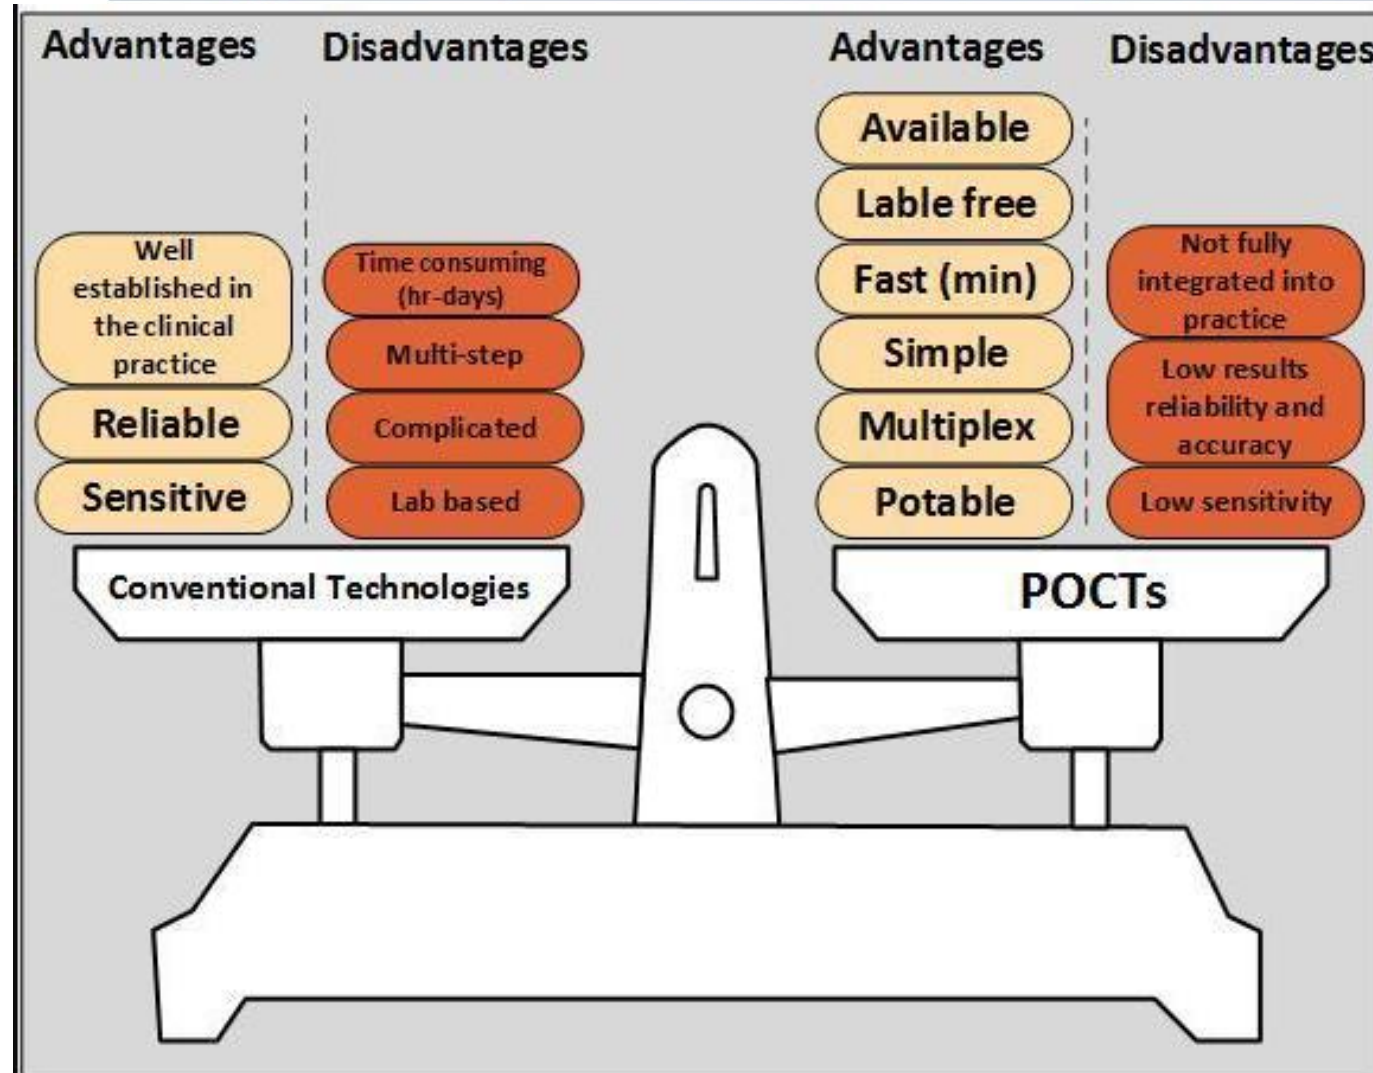 Advantages
Disadvantages
Well
established in
the clinical
practice
Reliable
Sensitive
Time consuming
(hr-days)
Multi-step
Complicated
Lab based
Conventional Technologies
Advantages
Disadvantages
Available
Lable free
Fast (min)
Simple
Multiplex
Potable
Not fully
integrated into
practice
Low results
reliability and
accuracy
Low sensitivity
POCTs